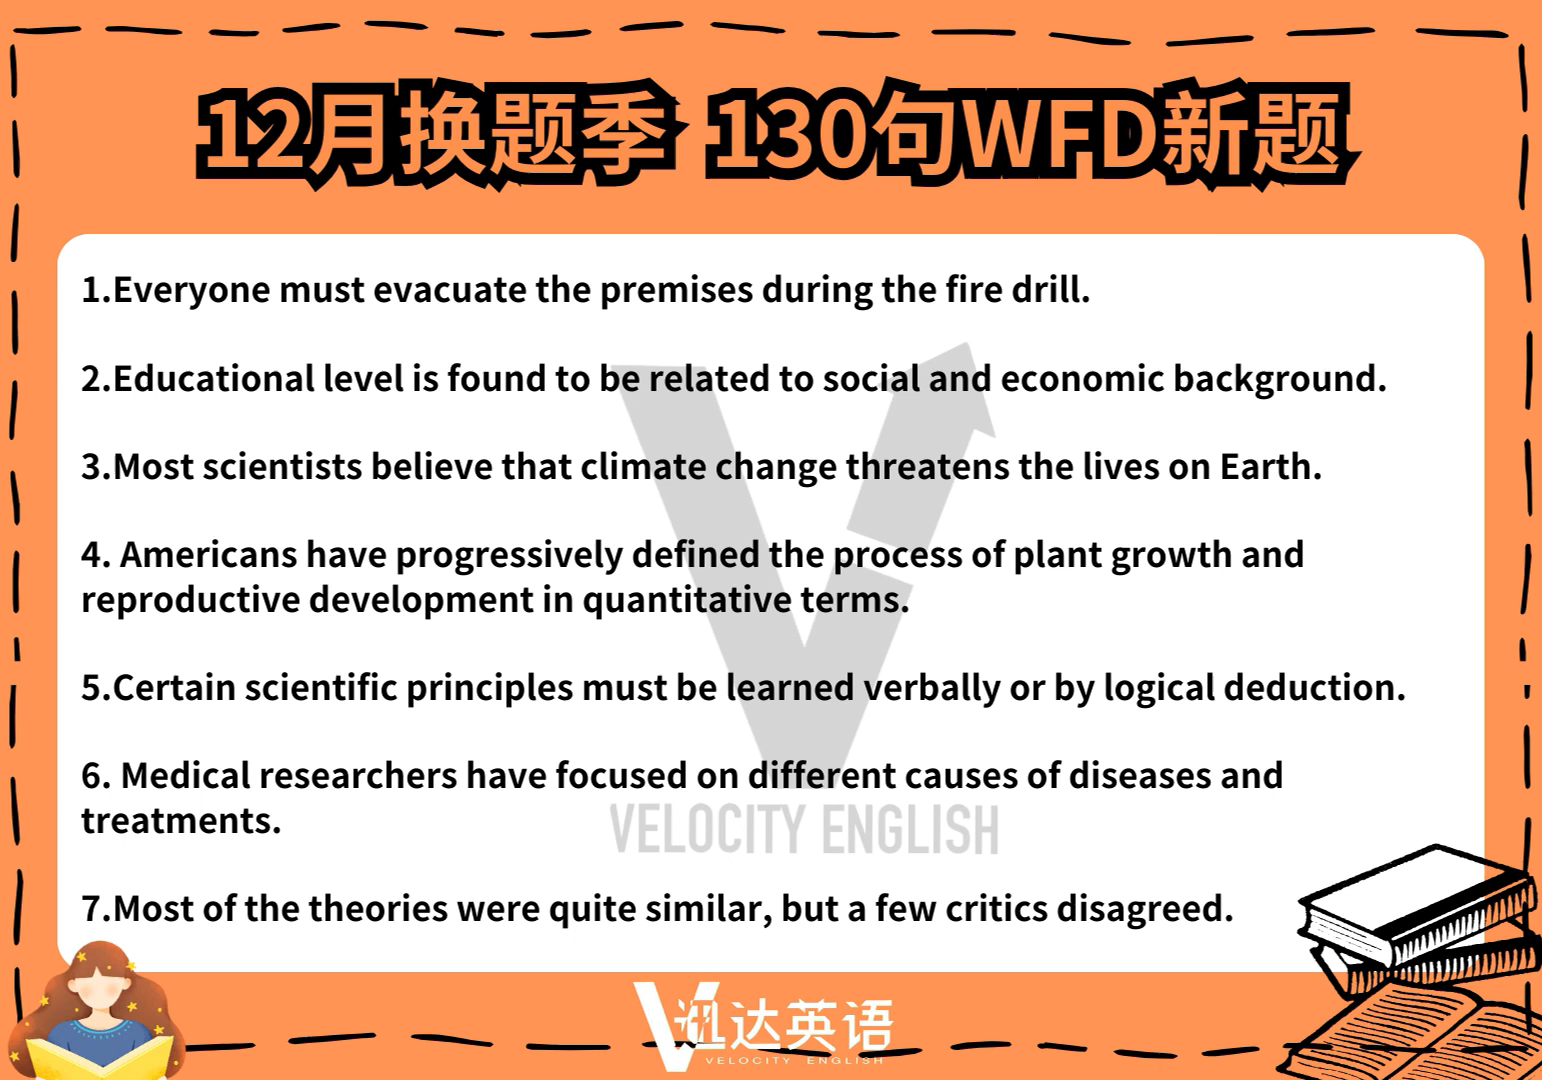 12月换题季 130句WFD新题
1.Everyone must evacuate the premises during the fire drill.
2.Educational level is found to be related to social and economic background.
3.Most scientists believe that climate change threatens the lives on Earth.
4. Americans have progressively defined the process of plant growth and
reproductive development in quantitative terms.
5.Certain scientific principles must be learned verbally or by logical deduction.
6. Medical researchers have focused on different causes of diseases and
treatments.
VELOCITY ENGLISH
7.Most of the theories were quite similar, but a few critics disagreed.
V迅达英语
VELOCITY ENGLISH